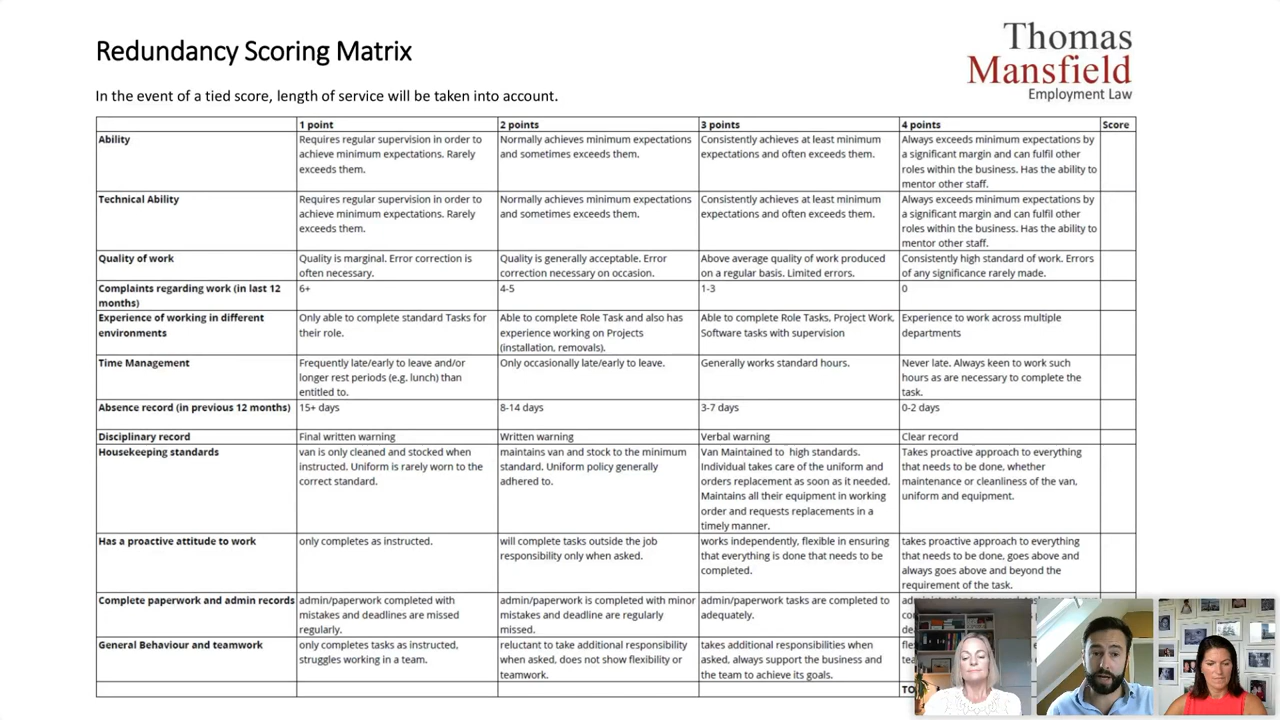 Redundancy Scoring Matrix
Thomas
Mansfield
Employment Law
In the event of a tied score, length of service will be taken into account.
1 point
2 points
3 points
4 points
Score
Ability
Requires regular supervision in order to
achieve minimum expectations. Rarely
exceeds them.
Normally achieves minimum expectations
and sometimes exceeds them.
Consistently achieves at least minimum
expectations and often exceeds them.
Always exceeds minimum expectations by
a significant margin and can fulfil other
roles within the business. Has the ability to
mentor other staff.
Technical Ability
Requires regular supervision in order to
achieve minimum expectations. Rarely
exceeds them.
Normally achieves minimum expectations
and sometimes exceeds them.
Consistently achieves at least minimum
expectations and often exceeds them.
Always exceeds minimum expectations by
a significant margin and can fulfil other
roles within the business. Has the ability to
mentor other staff.
Quality of work
Quality is marginal. Error correction is
often necessary.
Quality is generally acceptable. Error
correction necessary on occasion.
Above average quality of work produced
on a regular basis. Limited errors.
Consistently high standard of work. Errors
of any significance rarely made.
Complaints regarding work (in last 12
months)
6+
4-5
1-3
0
Experience of working in different
environments
Only able to complete standard Tasks for
their role.
Able to complete Role Task and also has
experience working on Projects
(installation, removals).
Able to complete Role Tasks, Project Work,
Software tasks with supervision
Experience to work across multiple
departments
Time Management
Frequently late/early to leave and/or
longer rest periods (e.g. lunch) than
entitled to.
Only occasionally late/early to leave.
Generally works standard hours.
Never late. Always keen to work such
hours as are necessary to complete the
task.
Absence record (in previous 12 months)
15+ days
8-14 days
3-7 days
0-2 days
Disciplinary record
Final written warning
Written warning
Verbal warning
Clear record
Housekeeping standards
van is only cleaned and stocked when
instructed. Uniform is rarely worn to the
correct standard.
maintains van and stock to the minimum
standard. Uniform policy generally
adhered to.
Van Maintained to high standards.
Individual takes care of the uniform and
orders replacement as soon as it needed.
Maintains all their equipment in working
order and requests replacements in a
timely manner.
Takes proactive approach to everything
that needs to be done, whether
maintenance or cleanliness of the van,
uniform and equipment.
Has a proactive attitude to work
only completes as instructed.
will complete tasks outside the job
responsibility only when asked.
works independently, flexible in ensuring
that everything is done that needs to be
completed.
takes proactive approach to everything
that needs to be done, goes above and
always goes above and beyond the
requirement of the task.
Complete paperwork and admin records
admin/paperwork completed with
mistakes and deadlines are missed
regularly.
admin/paperwork is completed with minor
mistakes and deadline are regularly
missed.
admin/paperwork tasks are completed to
adequately.
General Behaviour and teamwork
only completes tasks as instructed,
struggles working in a team.
reluctant to take additional responsibility
when asked, does not show flexibility or
teamwork.
takes additional responsibilities when
asked, always support the business and
the team to achieve its goals.